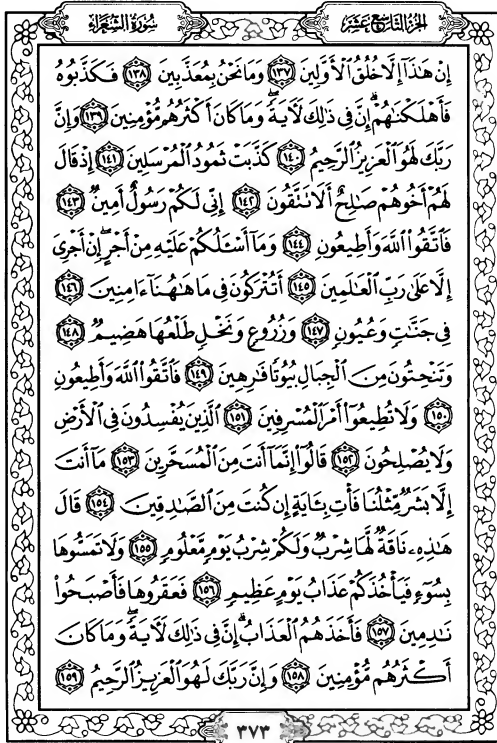 الجزء التاسع عشر
سورة الشعراء
إِنْ هَٰذَآ إِلَّا خُلُقُ ٱلْأَوَّلِينَ ١٣٧ وَمَا نَحْنُ بِمُعَذَّبِينَ ١٣٨ فَكَذَّبُوهُ
فَأَهْلَكْنَٰهُمْ ۗ إِنَّ فِى ذَٰلِكَ لَءَايَةً ۖ وَمَا كَانَ أَكْثَرُهُم مُّؤْمِنِينَ ١٣٩ وَإِنَّ
رَبَّكَ لَهُوَ ٱلْعَزِيزُ ٱلرَّحِيمُ ١٤٠ كَذَّبَتْ ثَمُودُ ٱلْمُرْسَلِينَ ١٤١ إِذْ قَالَ
لَهُمْ أَخُوهُمْ صَٰلِحٌ أَلَا تَتَّقُونَ ١٤٢ إِنِّى لَكُمْ رَسُولٌ أَمِينٌ ١٤٣
فَٱتَّقُوا۟ ٱللَّهَ وَأَطِيعُونِ ١٤٤ وَمَآ أَسْـَٔلُكُمْ عَلَيْهِ مِنْ أَجْرٍ ۖ إِنْ أَجْرِىَ
إِلَّا عَلَىٰ رَبِّ ٱلْعَٰلَمِينَ ١٤٥ أَتُتْرَكُونَ فِى مَا هَٰهُنَآ ءَامِنِينَ ١٤٦
فِى جَنَّٰتٍ وَعُيُونٍ ١٤٧ وَزُرُوعٍ وَنَخْلٍ طَلْعُهَا هَضِيمٌ ١٤٨
وَتَنْحِتُونَ مِنَ ٱلْجِبَالِ بُيُوتًا فَٰرِهِينَ ١٤٩ فَٱتَّقُوا۟ ٱللَّهَ وَأَطِيعُونِ
١٥٠ وَلَا تُطِيعُوٓا۟ أَمْرَ ٱلْمُسْرِفِينَ ١٥١ ٱلَّذِينَ يُفْسِدُونَ فِى ٱلْأَرْضِ
وَلَا يُصْلِحُونَ ١٥٢ قَالُوٓا۟ إِنَّمَآ أَنتَ مِنَ ٱلْمُسَحَّرِينَ ١٥٣ مَآ أَنتَ
إِلَّا بَشَرٌ مِّثْلُنَا فَأْتِ بِـَٔايَةٍ إِن كُنتَ مِنَ ٱلصَّٰدِقِينَ ١٥٤ قَالَ
هَٰذِهِۦ نَاقَةٌ لَّهَا شِرْبٌ وَلَكُمْ شِرْبُ يَوْمٍ مَّعْلُومٍ ١٥٥ وَلَا تَمَسُّوهَا
بِسُوٓءٍ فَيَأْخُذَكُمْ عَذَابُ يَوْمٍ عَظِيمٍ ١٥٦ فَعَقَرُوهَا فَأَصْبَحُوا۟
نَٰدِمِينَ ١٥٧ فَأَخَذَهُمُ ٱلْعَذَابُ ۗ إِنَّ فِى ذَٰلِكَ لَءَايَةً ۖ وَمَا كَانَ
أَكْثَرُهُم مُّؤْمِنِينَ ١٥٨ وَإِنَّ رَبَّكَ لَهُوَ ٱلْعَزِيزُ ٱلرَّحِيمُ ١٥٩
٣٧٣